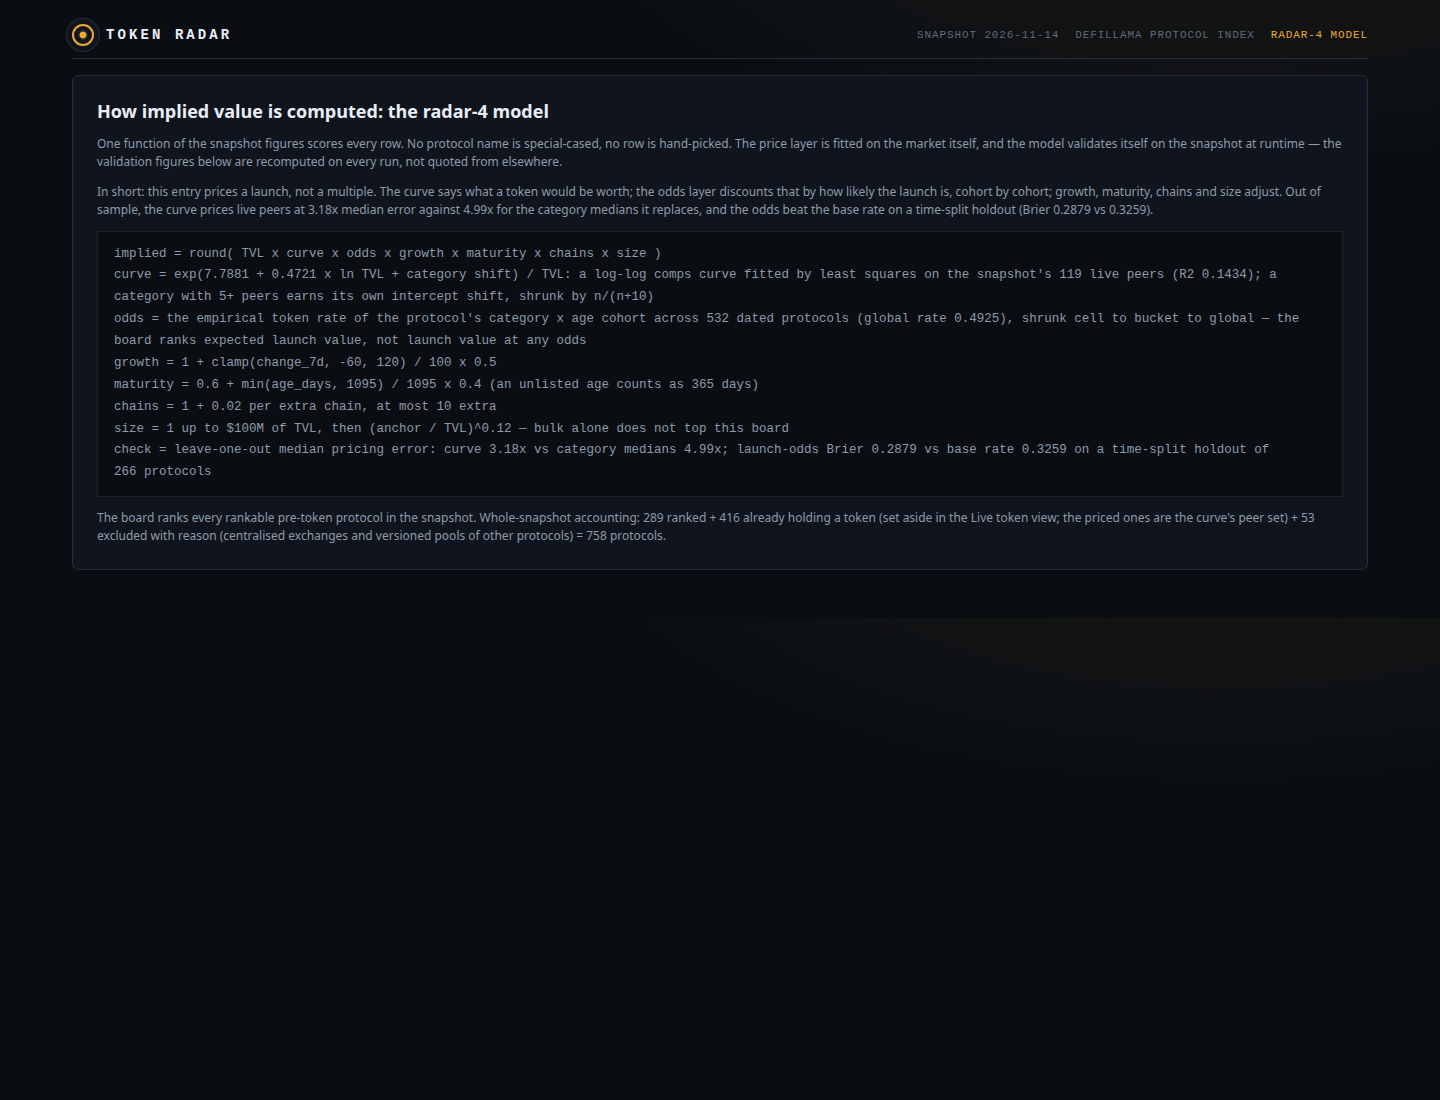 TOKEN RADAR
SNAPSHOT 2026-11-14 DEFILLAMA PROTOCOL INDEX RADAR-4 MODEL
How implied value is computed: the radar-4 model
One function of the snapshot figures scores every row. No protocol name is special-cased, no row is hand-picked. The price layer is fitted on the market itself, and the model validates itself on the snapshot at runtime — the
validation figures below are recomputed on every run, not quoted from elsewhere.
In short: this entry prices a launch, not a multiple. The curve says what a token would be worth; the odds layer discounts that by how likely the launch is, cohort by cohort; growth, maturity, chains and size adjust. Out of
sample, the curve prices live peers at 3.18x median error against 4.99x for the category medians it replaces, and the odds beat the base rate on a time-split holdout (Brier 0.2879 vs 0.3259).
implied = round( TVL x curve x odds x growth x maturity x chains x size )
curve = exp(7.7881 + 0.4721 x ln TVL + category shift) / TVL: a log-log comps curve fitted by least squares on the snapshot's 119 live peers (R2 0.1434); a
category with 5+ peers earns its own intercept shift, shrunk by n/(n+10)
odds = the empirical token rate of the protocol's category x age cohort across 532 dated protocols (global rate 0.4925), shrunk cell to bucket to global — the
board ranks expected launch value, not launch value at any odds
growth = 1 + clamp(change_7d, -60, 120) / 100 x 0.5
maturity = 0.6 + min(age_days, 1095) / 1095 x 0.4 (an unlisted age counts as 365 days)
chains = 1 + 0.02 per extra chain, at most 10 extra
size = 1 up to $100M of TVL, then (anchor / TVL)^0.12 — bulk alone does not top this board
check = leave-one-out median pricing error: curve 3.18x vs category medians 4.99x; launch-odds Brier 0.2879 vs base rate 0.3259 on a time-split holdout of
266 protocols
The board ranks every rankable pre-token protocol in the snapshot. Whole-snapshot accounting: 289 ranked + 416 already holding a token (set aside in the Live token view; the priced ones are the curve's peer set) + 53
excluded with reason (centralised exchanges and versioned pools of other protocols) = 758 protocols.